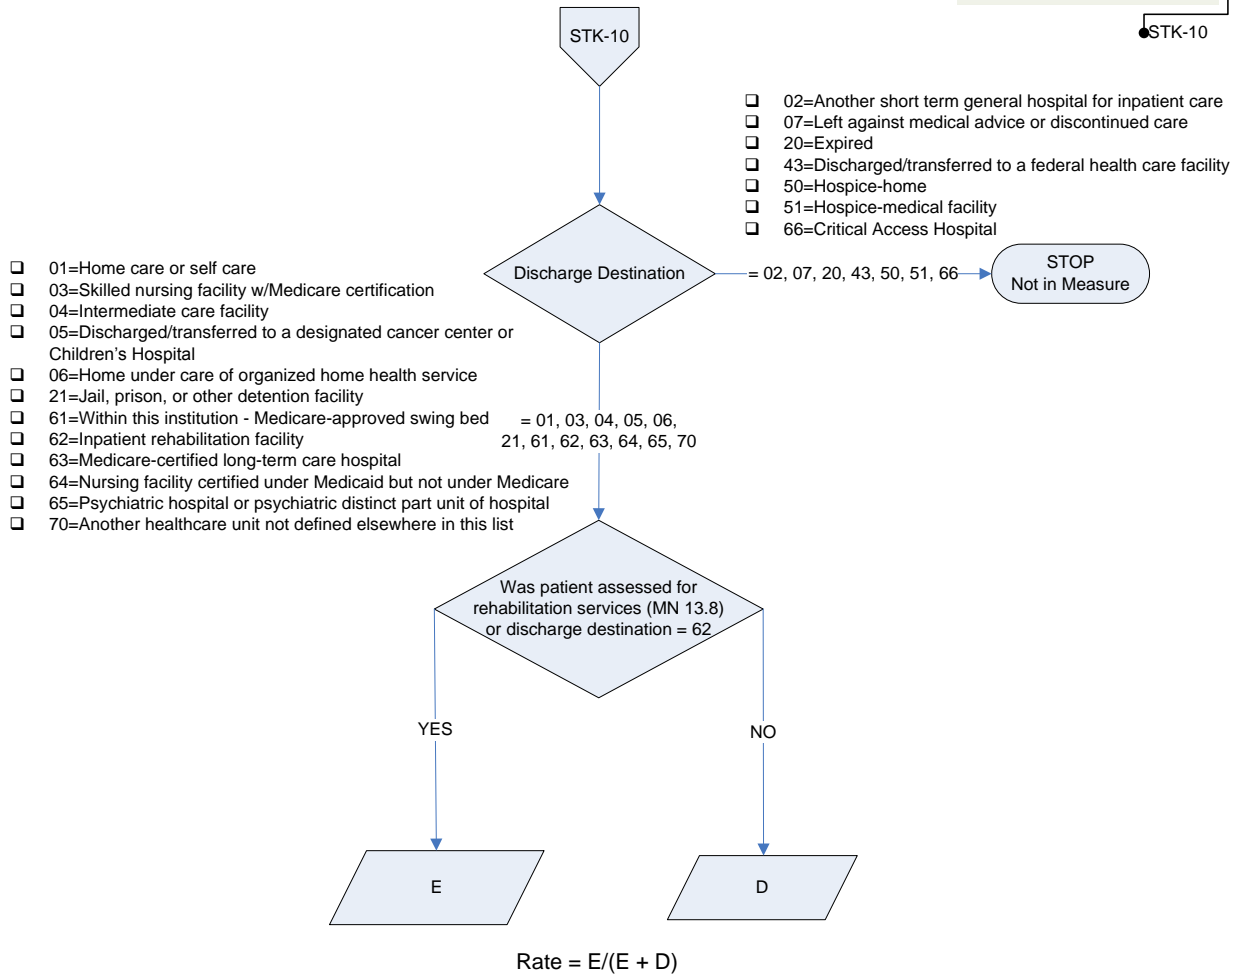 STK-10
STK-10
❑ 02=Another short term general hospital for inpatient care
❑ 07=Left against medical advice or discontinued care
❑ 20=Expired
❑ 43=Discharged/transferred to a federal health care facility
❑ 50=Hospice-home
❑ 51=Hospice-medical facility
❑ 66=Critical Access Hospital
Discharge Destination
= 02, 07, 20, 43, 50, 51, 66
STOP
Not in Measure
❑ 01=Home care or self care
❑ 03=Skilled nursing facility w/Medicare certification
❑ 04=Intermediate care facility
❑ 05=Discharged/transferred to a designated cancer center or
Children's Hospital
❑ 06=Home under care of organized home health service
❑ 21=Jail, prison, or other detention facility
❑ 61=Within this institution - Medicare-approved swing bed
❑ 62=Inpatient rehabilitation facility
❑ 63=Medicare-certified long-term care hospital
❑ 64=Nursing facility certified under Medicaid but not under Medicare
❑ 65=Psychiatric hospital or psychiatric distinct part unit of hospital
❑ 70=Another healthcare unit not defined elsewhere in this list
= 01, 03, 04, 05, 06,
21, 61, 62, 63, 64, 65, 70
Was patient assessed for
rehabilitation services (MN 13.8)
or discharge destination = 62
YES
NO
E
D
Rate = E/(E + D)